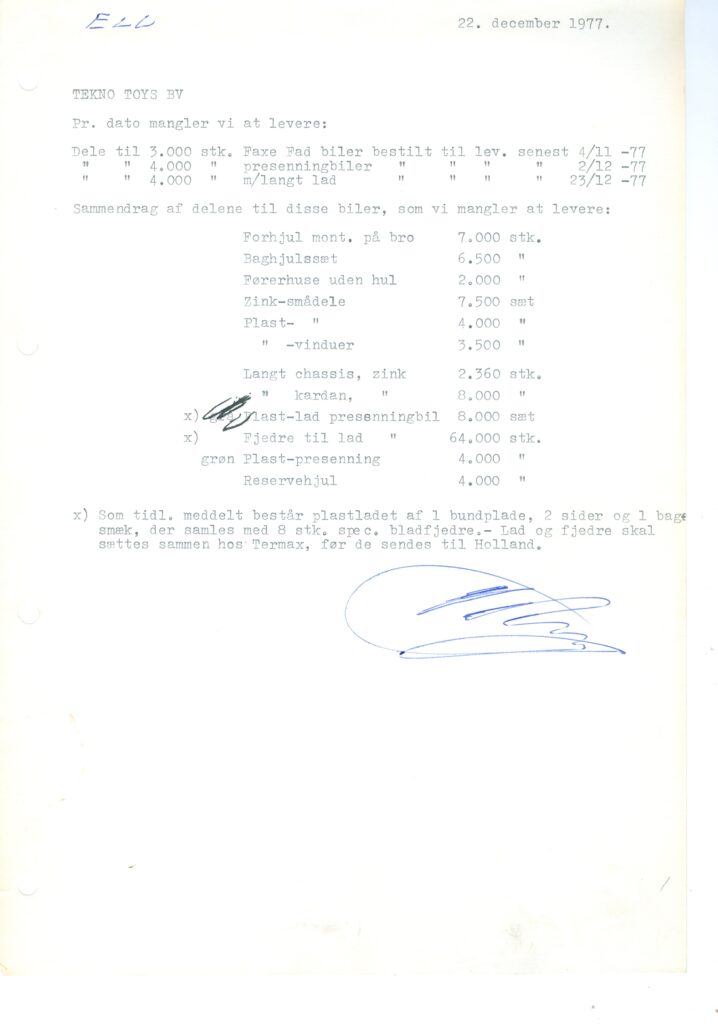 ELL
22. december 1977.
TEKNO TOYS BV
Pr. dato mangler vi at levere:
Dele til 3.000 stk. Faxe Fad biler bestilt til lev. senest 4/11 -77
" " 4.000 " presenningbiler " " " " 2/12 -77
" " 4.000 " m/langt lad " " " " 23/12 -77
Sammendrag af delene til disse biler, som vi mangler at levere:
Forhjul mont. på bro 7.000 stk.
Baghjulssæt 6.500 "
Førerhuse uden hul 2.000 "
Zink-smådele 7.500 sæt
Plast- " 4.000 "
" -vinduer 3.500 "
Langt chassis, zink 2.360 stk.
" kardan, " 8.000 "
x) Plast-lad presenningbil 8.000 sæt
x) Fjedre til lad " 64.000 stk.
grøn Plast-presenning 4.000 "
Reservehjul 4.000 "
x) Som tidl. meddelt består plastladet af 1 bundplade, 2 sider og 1 bage
smæk, der samles med 8 stk. spec. bladfjedre.- Lad og fjedre skal
sættes sammen hos Termax, før de sendes til Holland.